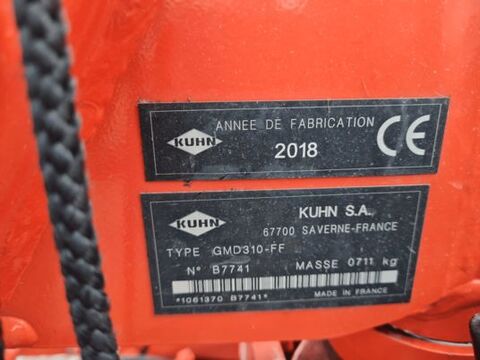 KUHN
ANNEE DE FABRICATION
2018
CE
KUHN
KUHN S.A.
67700 SAVERNE-FRANCE
TYPE GMD310-FF
N° B7741 MASSE 0711 kg
*1061370 B7741*
MADE IN FRANCE